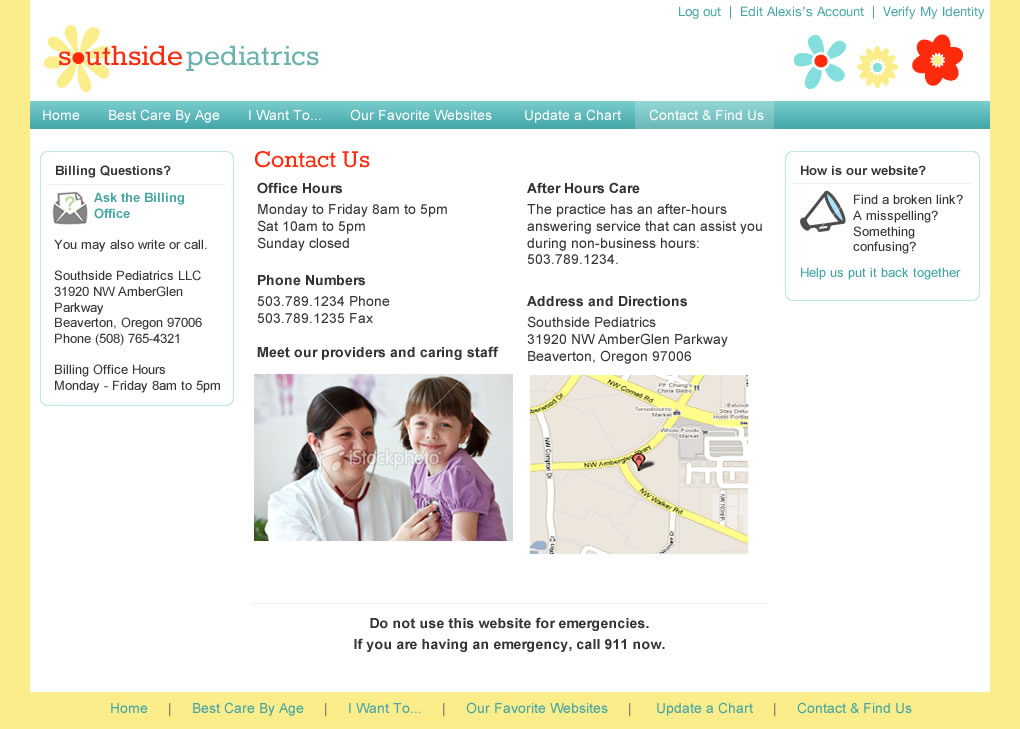 Log out | Edit Alexis's Account | Verify My Identity
southside pediatrics
Home Best Care By Age I Want To... Our Favorite Websites Update a Chart Contact & Find Us
Billing Questions?
Ask the Billing
Office
You may also write or call.
Southside Pediatrics LLC
31920 NW AmberGlen
Parkway
Beaverton, Oregon 97006
Phone (508) 765-4321
Billing Office Hours
Monday - Friday 8am to 5pm
Contact Us
Office Hours
Monday to Friday 8am to 5pm
Sat 10am to 5pm
Sunday closed
Phone Numbers
503.789.1234 Phone
503.789.1235 Fax
Meet our providers and caring staff
iStockphoto
After Hours Care
The practice has an after-hours
answering service that can assist you
during non-business hours:
503.789.1234.
Address and Directions
Southside Pediatrics
31920 NW AmberGlen Parkway
Beaverton, Oregon 97006
PF Chang's
China Bistro
NW Cornell Rd
Tanasbourne
Market
Whole Foods
Market
NW Compton Dr
NW Amberglen Pkwy
A
NW Walker Rd
How is our website?
Find a broken link?
A misspelling?
Something
confusing?
Help us put it back together
Do not use this website for emergencies.
If you are having an emergency, call 911 now.
Home | Best Care By Age | I Want To... | Our Favorite Websites | Update a Chart | Contact & Find Us